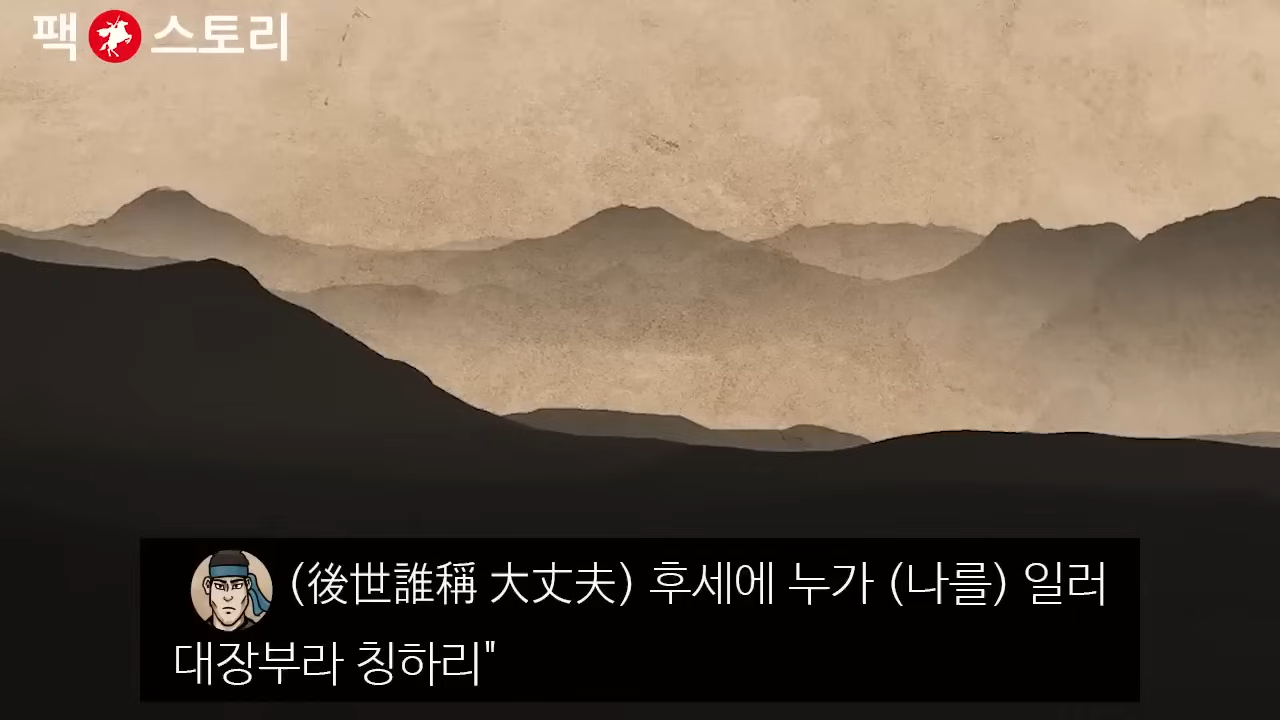 팩 스토리
(後世誰稱 大丈夫) 후세에 누가 (나를) 일러
대장부라 칭하리"